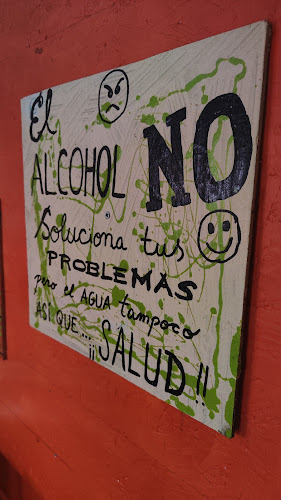 El
ALCOHOL NO
Soluciona tus
PROBLEMAS
pero el AGUA tampoco
ASI QUE...
¡¡SALUD!!